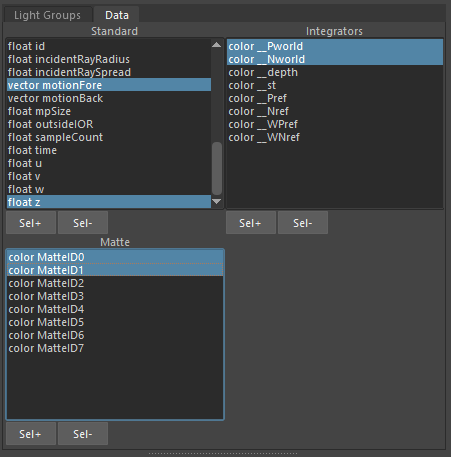 Light Groups Data
Standard
float id
float incidentRayRadius
float incidentRaySpread
vector motionFore
vector motionBack
float mpSize
float outsideIOR
float sampleCount
float time
float u
float v
float w
float z
Sel+ Sel-
Integrators
color __Pworld
color __Nworld
color __depth
color __st
color __Pref
color __Nref
color __WPref
color __WNref
Sel+ Sel-
Matte
color MatteID0
color MatteID1
color MatteID2
color MatteID3
color MatteID4
color MatteID5
color MatteID6
color MatteID7
Sel+ Sel-